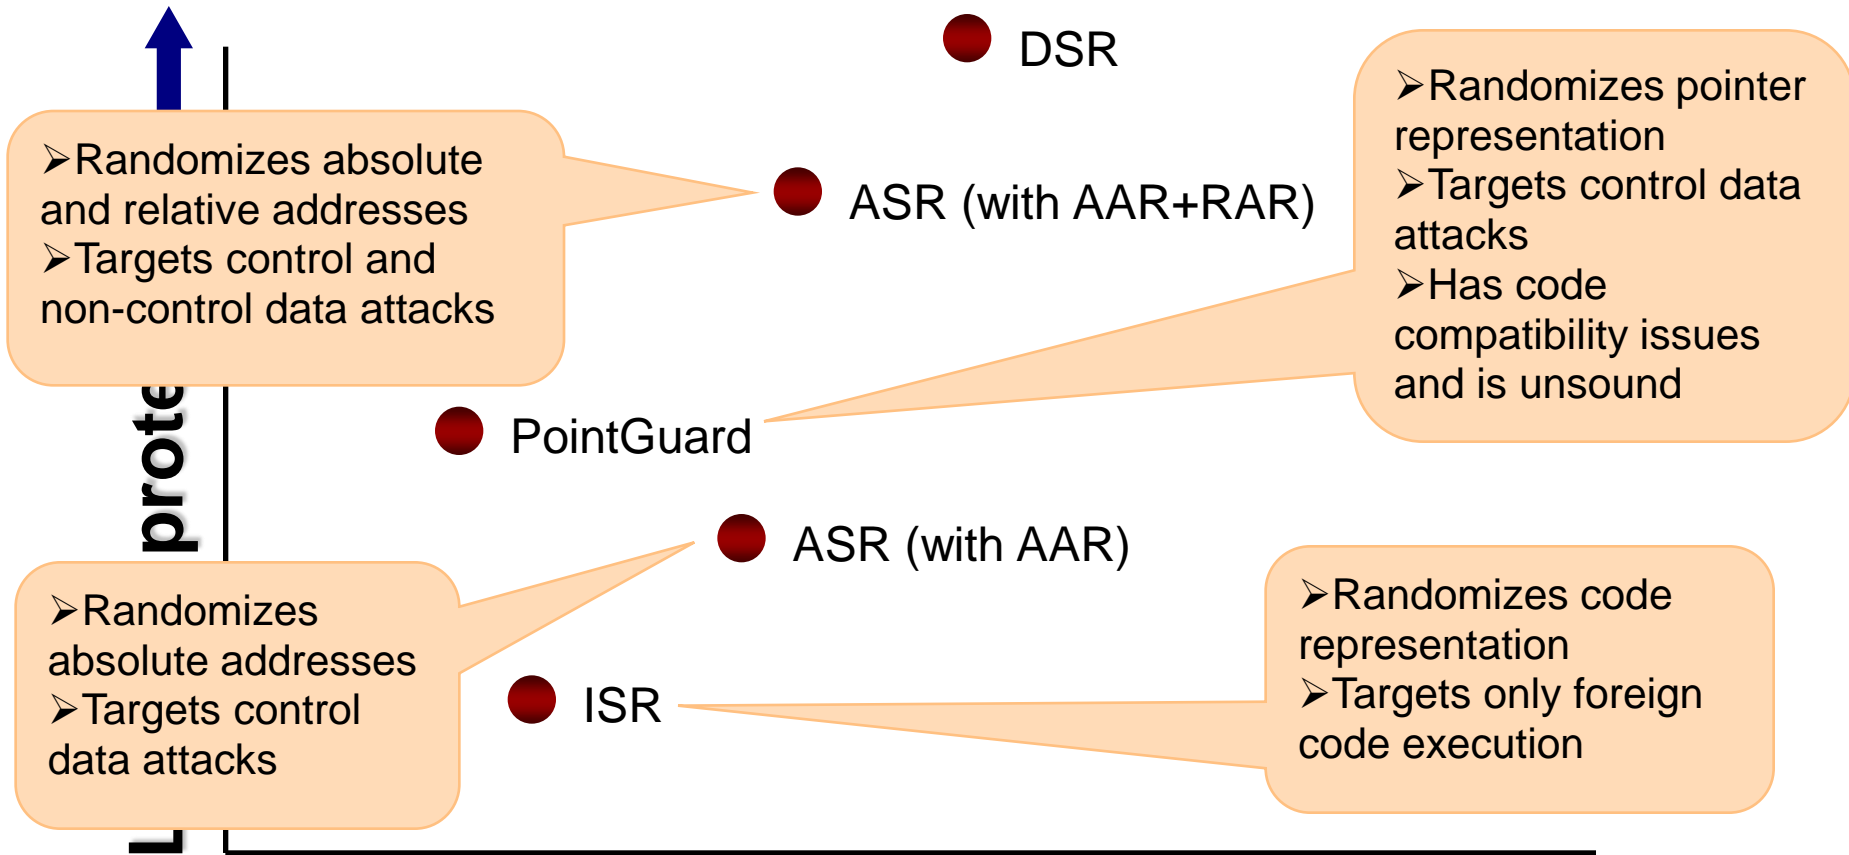 DSR
➢Randomizes absolute
and relative addresses
➢Targets control and
non-control data attacks
ASR (with AAR+RAR)
➢Randomizes pointer
representation
➢Targets control data
attacks
➢Has code
compatibility issues
and is unsound
PointGuard
ASR (with AAR)
➢Randomizes
absolute addresses
➢Targets control
data attacks
ISR
➢Randomizes code
representation
➢Targets only foreign
code execution